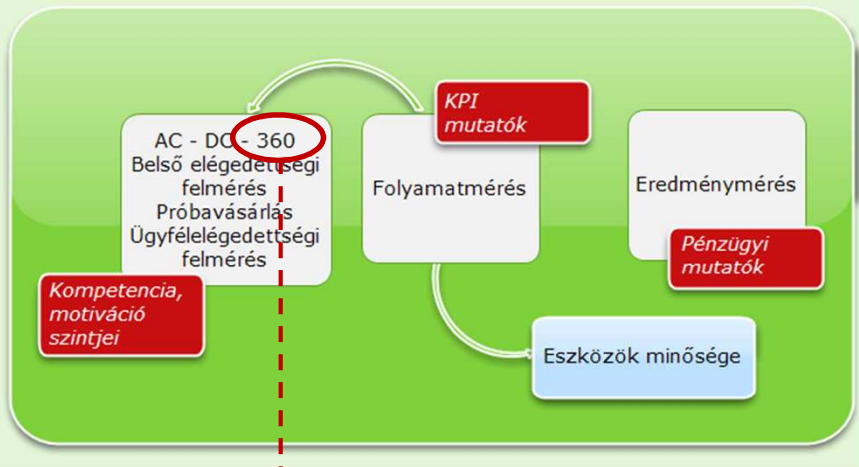 AC - DC - 360
Belső elégedettségi
felmérés
Próbavásárlás
Ügyfélelégedettségi
felmérés
Kompetencia,
motiváció
szintjei
KPI
mutatók
Folyamatmérés
Eredménymérés
Pénzügyi
mutatók
Eszközök minősége